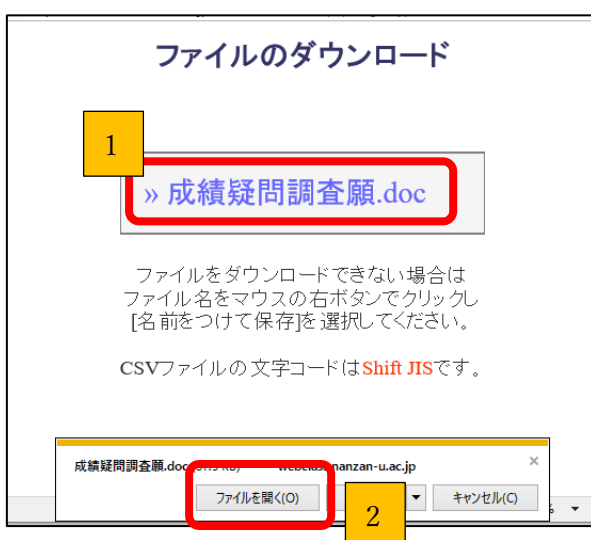 ファイルのダウンロード
1
» 成績疑問調査願.doc
ファイルをダウンロードできない場合は
ファイル名をマウスの右ボタンでクリックし
[名前をつけて保存]を選択してください。
CSVファイルの文字コードはShift JISです。
成績疑問調査願.doc nanzan-u.ac.jp ×
ファイルを開く(O) キャンセル(C)
2